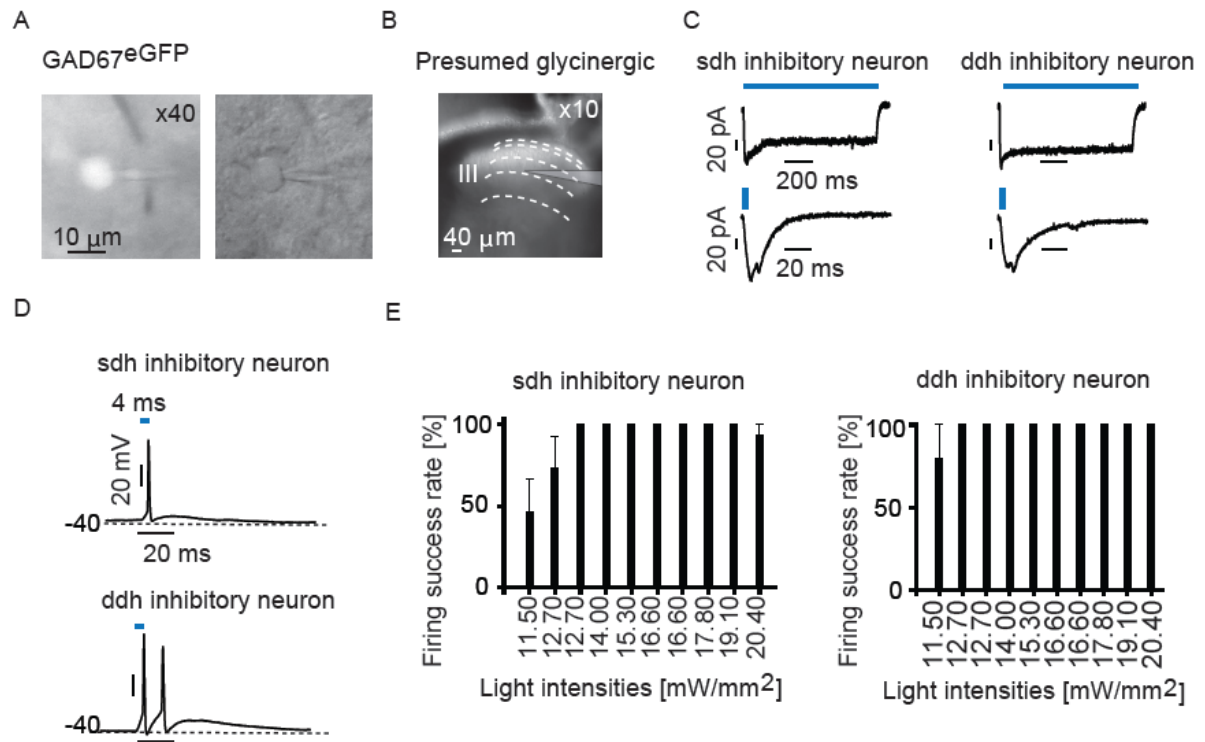 A
GAD67eGFP
x40
10 μm
B
Presumed glycinergic
x10
III
40 μm
C
sdh inhibitory neuron
ddh inhibitory neuron
20 pA
200 ms
20 pA
20 ms
D
sdh inhibitory neuron
4 ms
20 mV
-40
20 ms
ddh inhibitory neuron
-40
E
sdh inhibitory neuron
Firing success rate [%]
100
50
0
11.50
12.70
12.70
14.00
15.30
16.60
16.60
17.80
19.10
20.40
Light intensities [mW/mm2]
ddh inhibitory neuron
Firing success rate [%]
100
50
0
11.50
12.70
12.70
14.00
15.30
16.60
16.60
17.80
19.10
20.40
Light intensities [mW/mm2]